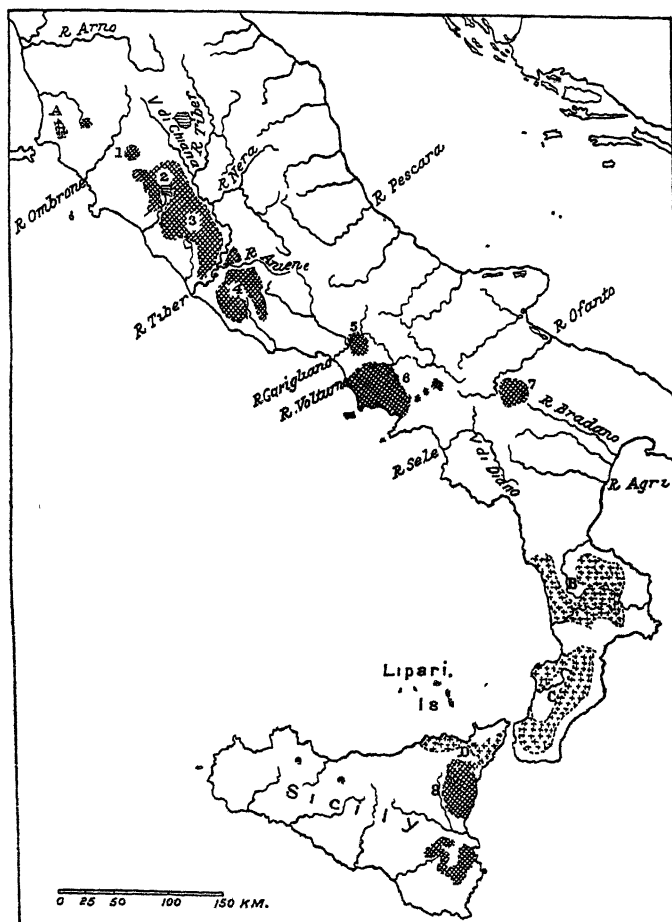 R Arno
A
V di Chiana
R Tiber
1
2
R Nera
R Ombrone
3
R Pescara
R Aniene
4
R Tiber
5
R Ofanto
R Garigliano
6
7
R. Volturno
R. Bradano
R Sele
V di Diano
R Agri
B
C
Lipari.
Is
D
8
Sicily
0 25 50 100 150 KM.